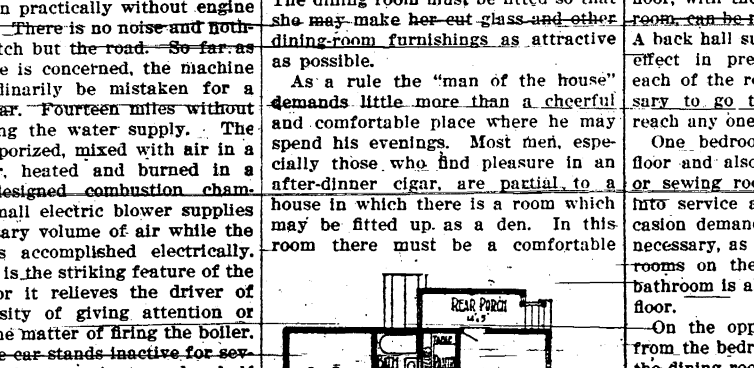 n practically without engine
There is no noise and noth-
tch but the road. So far as
e is concerned, the machine
dinarily be mistaken for a
ar. Fourteen miles without
ng the water supply. The
porized, mixed with air in a
, heated and burned in a
designed combustion cham-
mall electric blower supplies
ary volume of air while the
s accomplished electrically.
is the striking feature of the
or it relieves the driver of
sity of giving attention or
he matter of firing the boiler.
e car stands inactive for sev-
The dining room must be fitted so that
she may make her cut glass and other
dining-room furnishings as attractive
as possible.
As a rule the "man of the house"
demands little more than a cheerful
and comfortable place where he may
spend his evenings. Most men, espe-
cially those who find pleasure in an
after-dinner cigar, are partial to a
house in which there is a room which
may be fitted up as a den. In this
room there must be a comfortable
REAR PORCH
BATH
PANTRY
floor, with th
room, can be r
A back hall su
effect in pre
each of the r
sary to go t
reach any one
One bedroo
floor and also
or sewing roo
into service a
casion demand
necessary, as
rooms on the
bathroom is a
floor.
On the opp
from the bedr
the dining roo